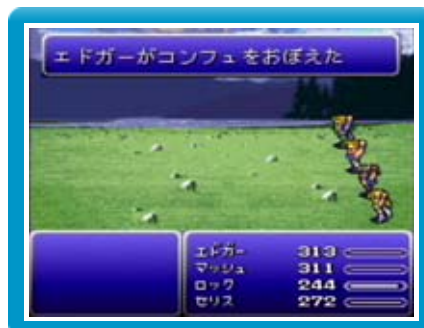 エドガーがコンフュをおぼえた
エドガー 313
マッシュ 311
ロック 244
セリス 272